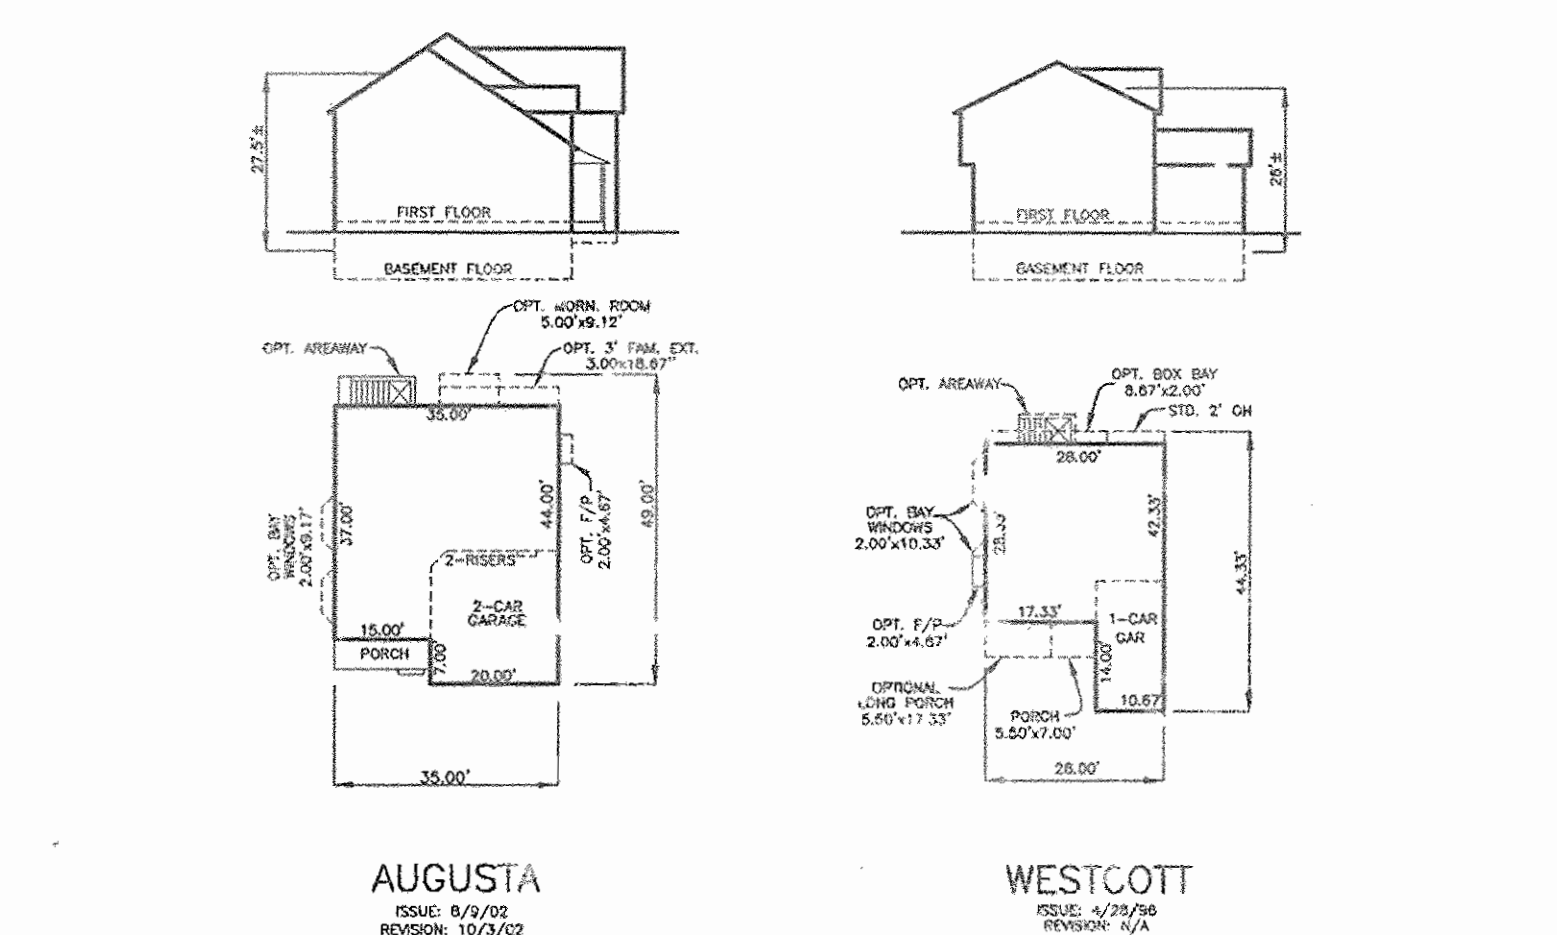 27.5'±
FIRST FLOOR
BASEMENT FLOOR
OPT. MORN. ROOM
5.00'x9.12'
OPT. AREAWAY
OPT. 3' FAM. EXT.
3.00x18.67"
35.00'
37.00'
44.00'
49.00'
OPT. BAY
WINDOWS
2.00'x9.17'
OPT. F/P
2.00'x4.67'
2-RISERS
2-CAR
GARAGE
15.00'
PORCH
7.00'
20.00'
35.00'
AUGUSTA
ISSUE: 8/9/02
REVISION: 10/3/02
26'±
FIRST FLOOR
BASEMENT FLOOR
OPT. AREAWAY
OPT. BOX BAY
8.67'x2.00'
STD. 2' OH
28.00'
OPT. BAY
WINDOWS
2.00'x10.33'
28.33'
42.33'
44.33'
OPT. F/P
2.00'x4.67'
17.33'
1-CAR
GAR
14.00'
10.67'
OPTIONAL
LONG PORCH
5.50'x17.33'
PORCH
5.50'x7.00'
28.00'
WESTCOTT
ISSUE: 4/28/98
REVISION: N/A